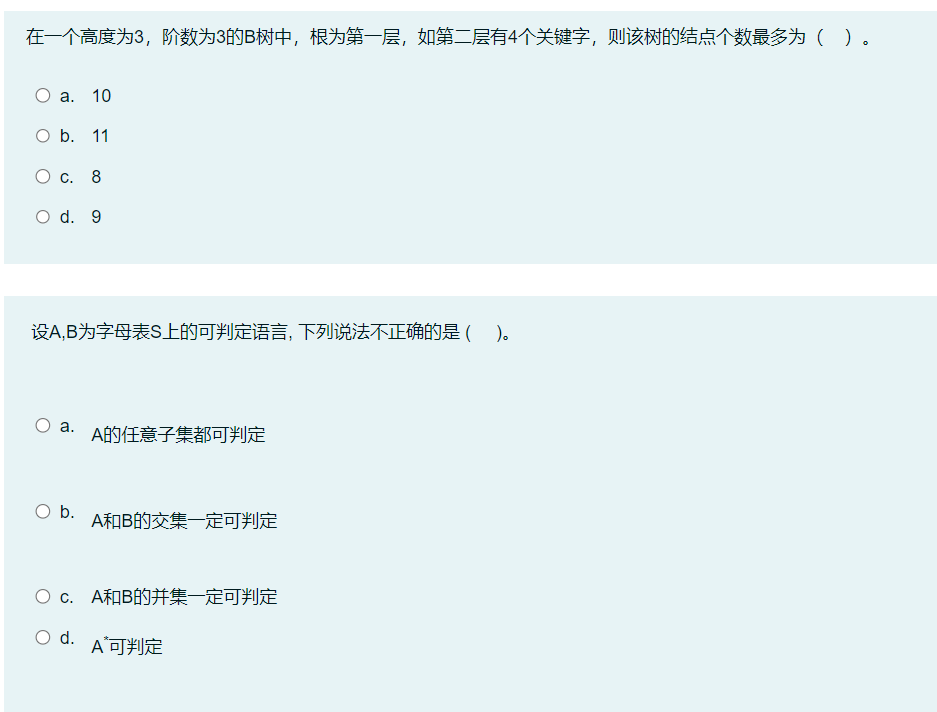 在一个高度为3，阶数为3的B树中，根为第一层，如第二层有4个关键字，则该树的结点个数最多为（　）。
a. 10
b. 11
c. 8
d. 9
设A,B为字母表S上的可判定语言, 下列说法不正确的是 (　)。
a. A的任意子集都可判定
b. A和B的交集一定可判定
c. A和B的并集一定可判定
d. A*可判定